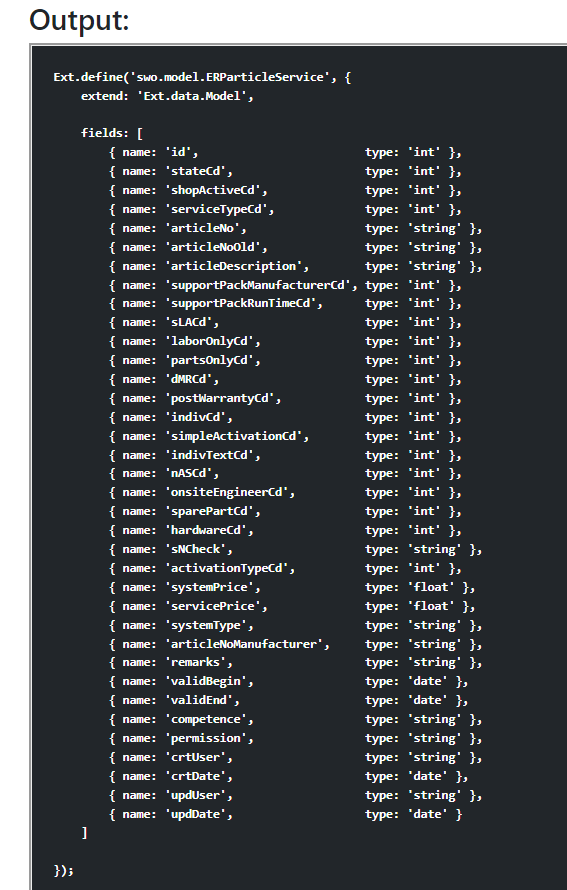 Output:
Ext.define('swo.model.ERParticleService', {
    extend: 'Ext.data.Model',
    fields: [
        { name: 'id',                        type: 'int' },
        { name: 'stateCd',                   type: 'int' },
        { name: 'shopActiveCd',              type: 'int' },
        { name: 'serviceTypeCd',             type: 'int' },
        { name: 'articleNo',                 type: 'string' },
        { name: 'articleNoOld',              type: 'string' },
        { name: 'articleDescription',        type: 'string' },
        { name: 'supportPackManufacturerCd', type: 'int' },
        { name: 'supportPackRunTimeCd',      type: 'int' },
        { name: 'sLACd',                     type: 'int' },
        { name: 'laborOnlyCd',               type: 'int' },
        { name: 'partsOnlyCd',               type: 'int' },
        { name: 'dMRCd',                     type: 'int' },
        { name: 'postWarrantyCd',            type: 'int' },
        { name: 'indivCd',                   type: 'int' },
        { name: 'simpleActivationCd',        type: 'int' },
        { name: 'indivTextCd',               type: 'int' },
        { name: 'nASCd',                     type: 'int' },
        { name: 'onsiteEngineerCd',          type: 'int' },
        { name: 'sparePartCd',               type: 'int' },
        { name: 'hardwareCd',                type: 'int' },
        { name: 'sNCheck',                   type: 'string' },
        { name: 'activationTypeCd',          type: 'int' },
        { name: 'systemPrice',               type: 'float' },
        { name: 'servicePrice',              type: 'float' },
        { name: 'systemType',                type: 'string' },
        { name: 'articleNoManufacturer',     type: 'string' },
        { name: 'remarks',                   type: 'string' },
        { name: 'validBegin',                type: 'date' },
        { name: 'validEnd',                  type: 'date' },
        { name: 'competence',                type: 'string' },
        { name: 'permission',                type: 'string' },
        { name: 'crtUser',                   type: 'string' },
        { name: 'crtDate',                   type: 'date' },
        { name: 'updUser',                   type: 'string' },
        { name: 'updDate',                   type: 'date' }
    ]
});